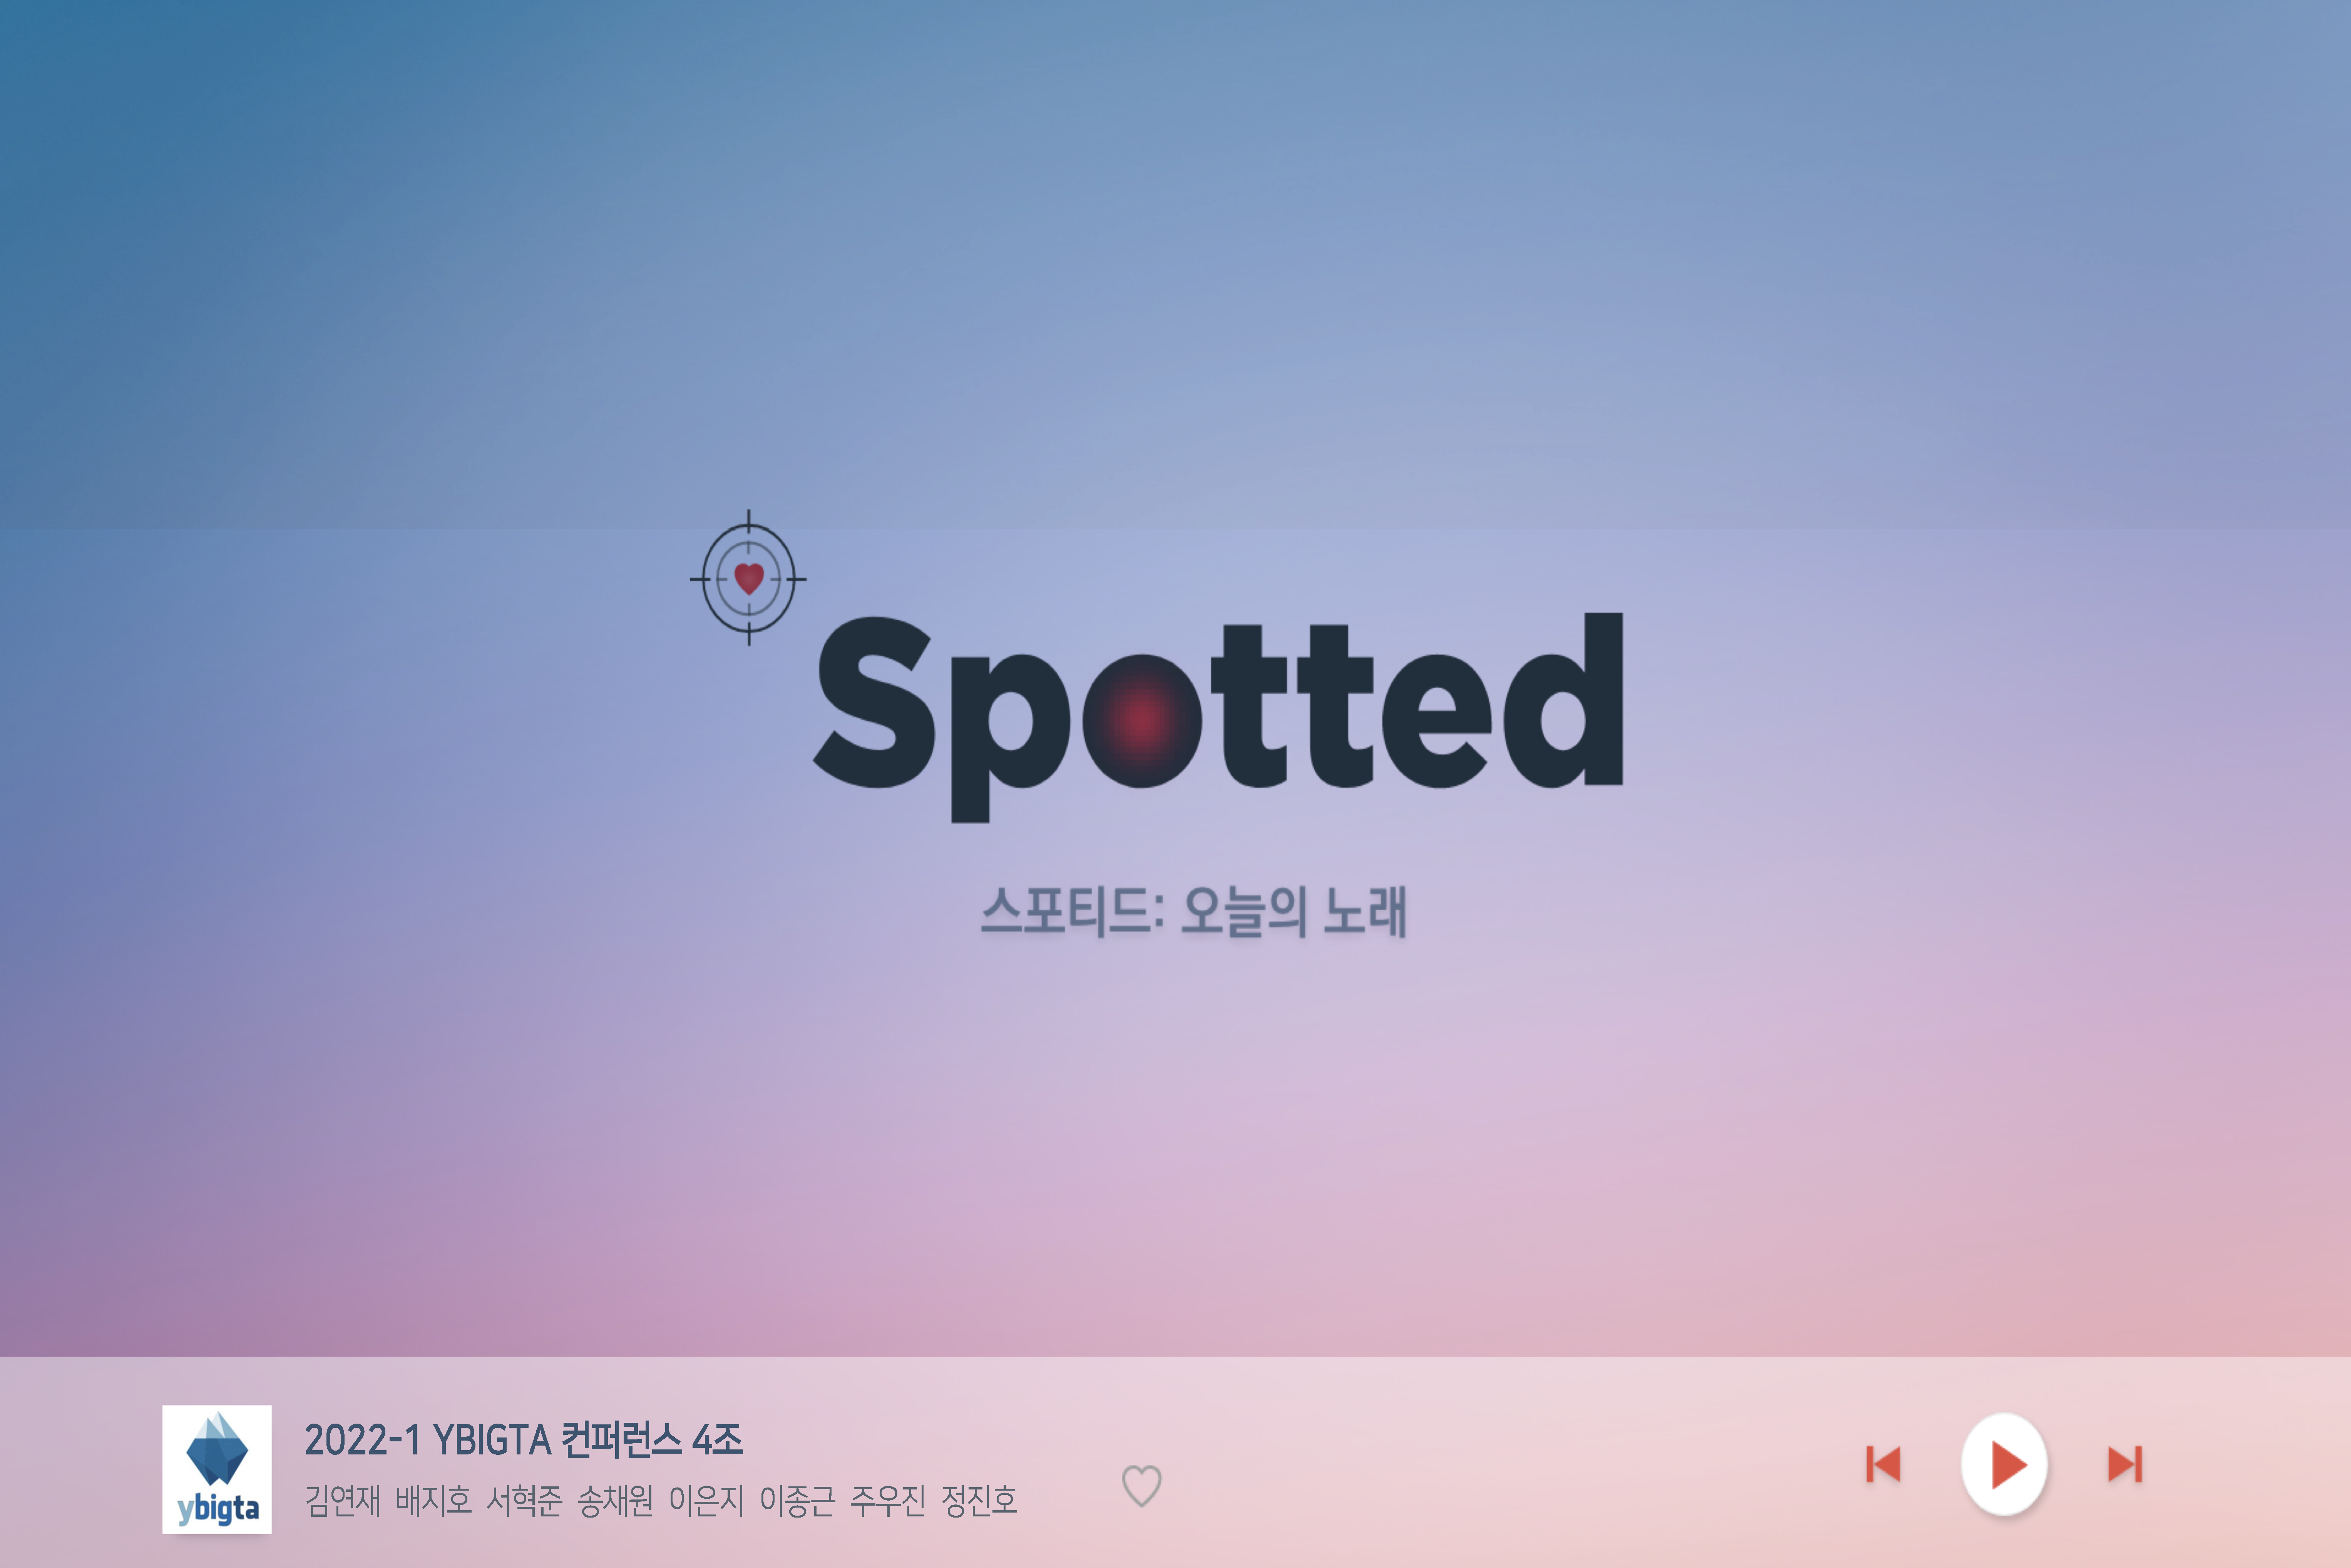 Spotted
스포티드: 오늘의 노래
ybigta
2022-1 YBIGTA 컨퍼런스 4조
김연재 배지호 서혁준 송채원 이은지 이종근 주우진 정진호